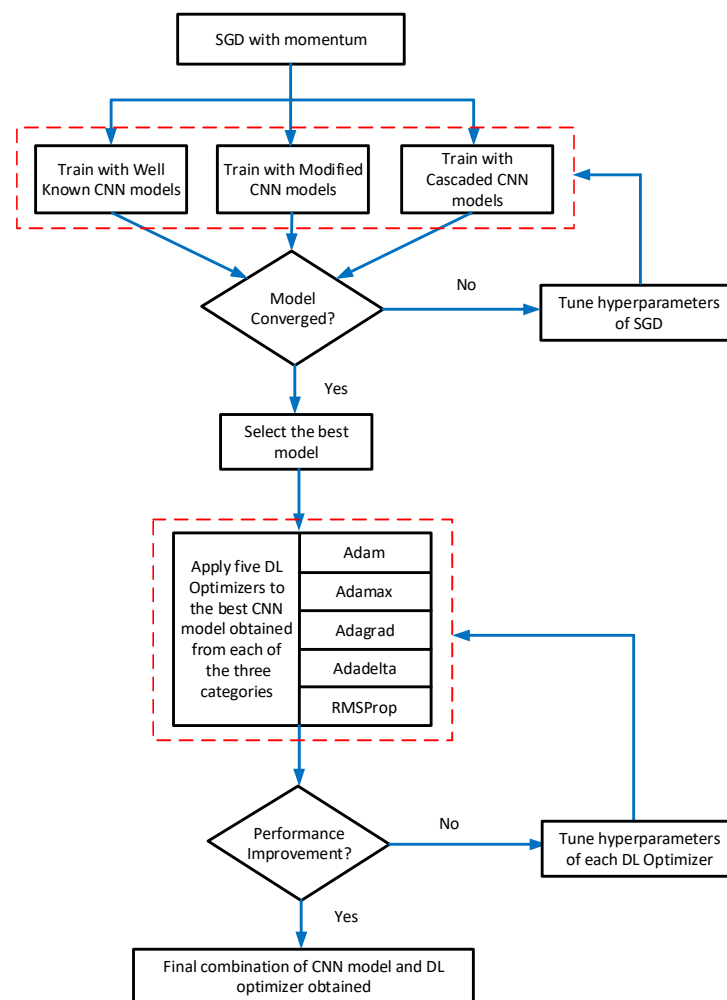 SGD with momentum
Train with Well
Known CNN models
Train with Modified
CNN models
Train with
Cascaded CNN
models
Model
Converged?
No
Tune hyperparameters
of SGD
Yes
Select the best
model
Apply five DL
Optimizers to
the best CNN
model obtained
from each of
the three
categories
Adam
Adamax
Adagrad
Adadelta
RMSProp
Performance
Improvement?
No
Tune hyperparameters
of each DL Optimizer
Yes
Final combination of CNN model and DL
optimizer obtained